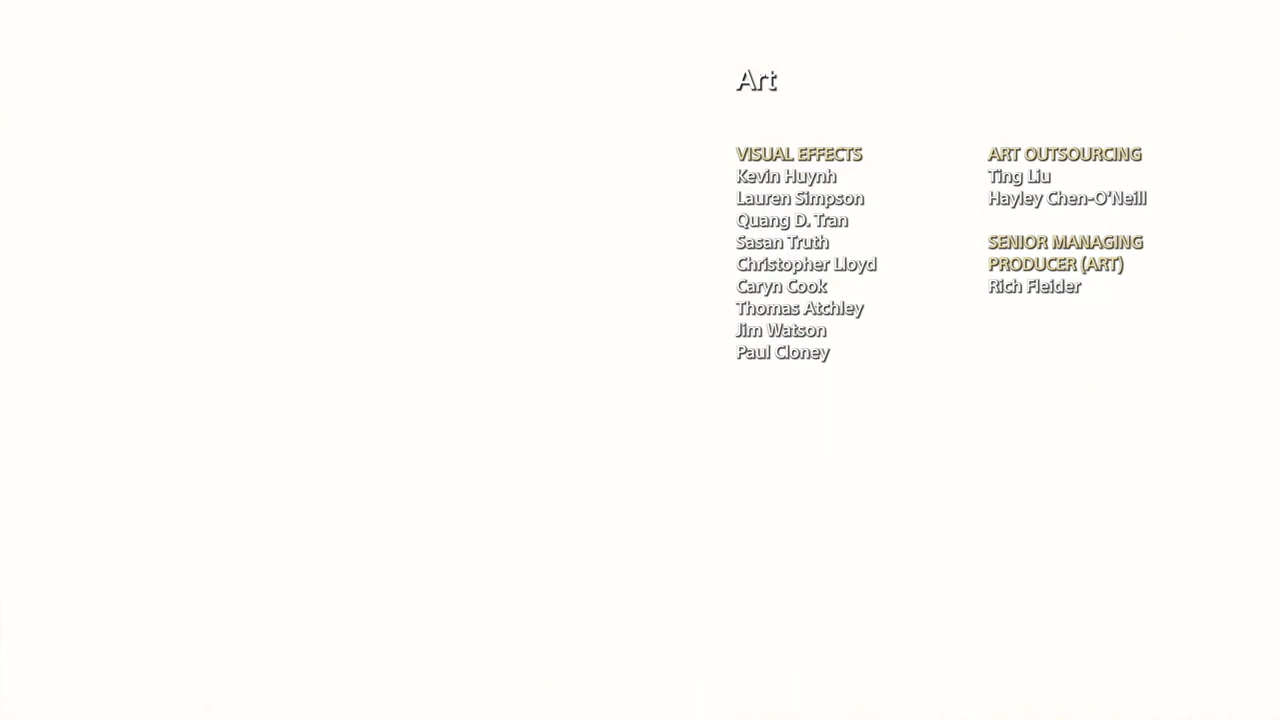 Art
VISUAL EFFECTS
Kevin Huynh
Lauren Simpson
Quang D. Tran
Sasan Truth
Christopher Lloyd
Caryn Cook
Thomas Atchley
Jim Watson
Paul Cloney
ART OUTSOURCING
Ting Liu
Hayley Chen-O'Neill
SENIOR MANAGING
PRODUCER (ART)
Rich Fleider